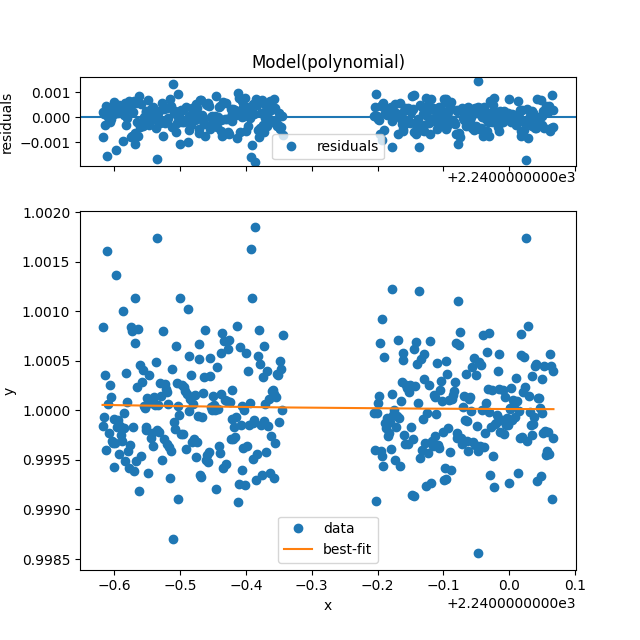 Model(polynomial)
0.001
0.000
−0.001
residuals
residuals
+2.2400000000e3
1.0020
1.0015
1.0010
1.0005
1.0000
0.9995
0.9990
0.9985
y
data
best-fit
−0.6 −0.5 −0.4 −0.3 −0.2 −0.1 0.0 0.1
x
+2.2400000000e3